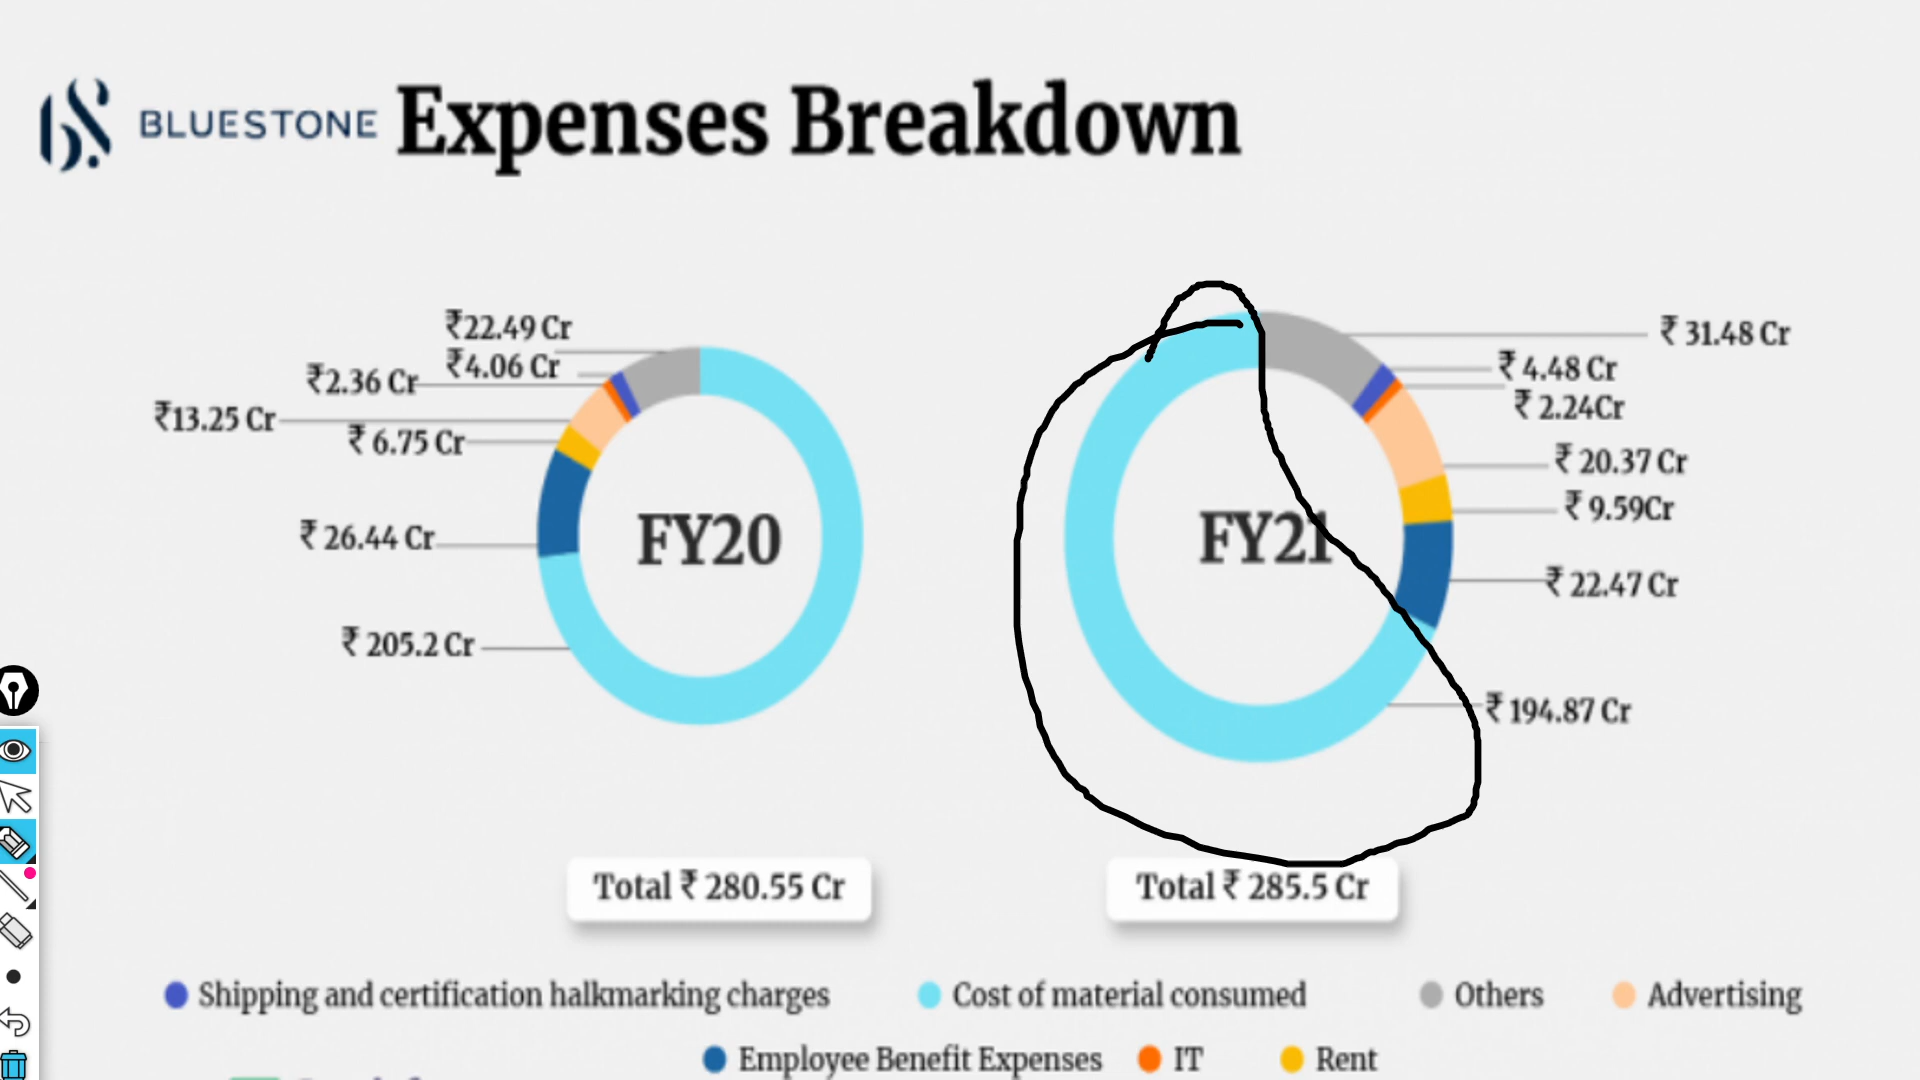 BLUESTONE Expenses Breakdown
₹22.49 Cr
₹4.06 Cr
₹2.36 Cr
₹13.25 Cr
₹ 6.75 Cr
₹ 26.44 Cr
₹ 205.2 Cr
FY20
₹ 31.48 Cr
₹ 4.48 Cr
₹ 2.24Cr
₹ 20.37 Cr
₹ 9.59Cr
₹ 22.47 Cr
₹ 194.87 Cr
FY21
Total ₹ 280.55 Cr
Total ₹ 285.5 Cr
Shipping and certification halkmarking charges
Cost of material consumed
Others
Advertising
Employee Benefit Expenses
IT
Rent